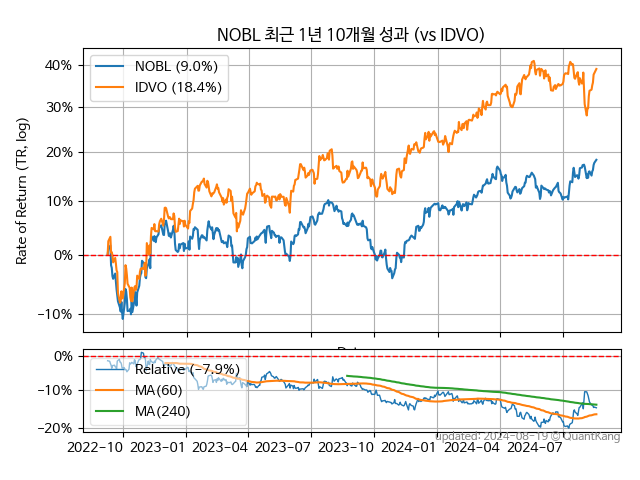 NOBL 최근 1년 10개월 성과 (vs IDVO)
Rate of Return (TR, log)
40%
30%
20%
10%
0%
−10%
NOBL (9.0%)
IDVO (18.4%)
0%
−10%
−20%
Relative (−7.9%)
MA(60)
MA(240)
2022-10 2023-01 2023-04 2023-07 2023-10 2024-01 2024-04 2024-07
updated: 2024-08-19 © QuantKang